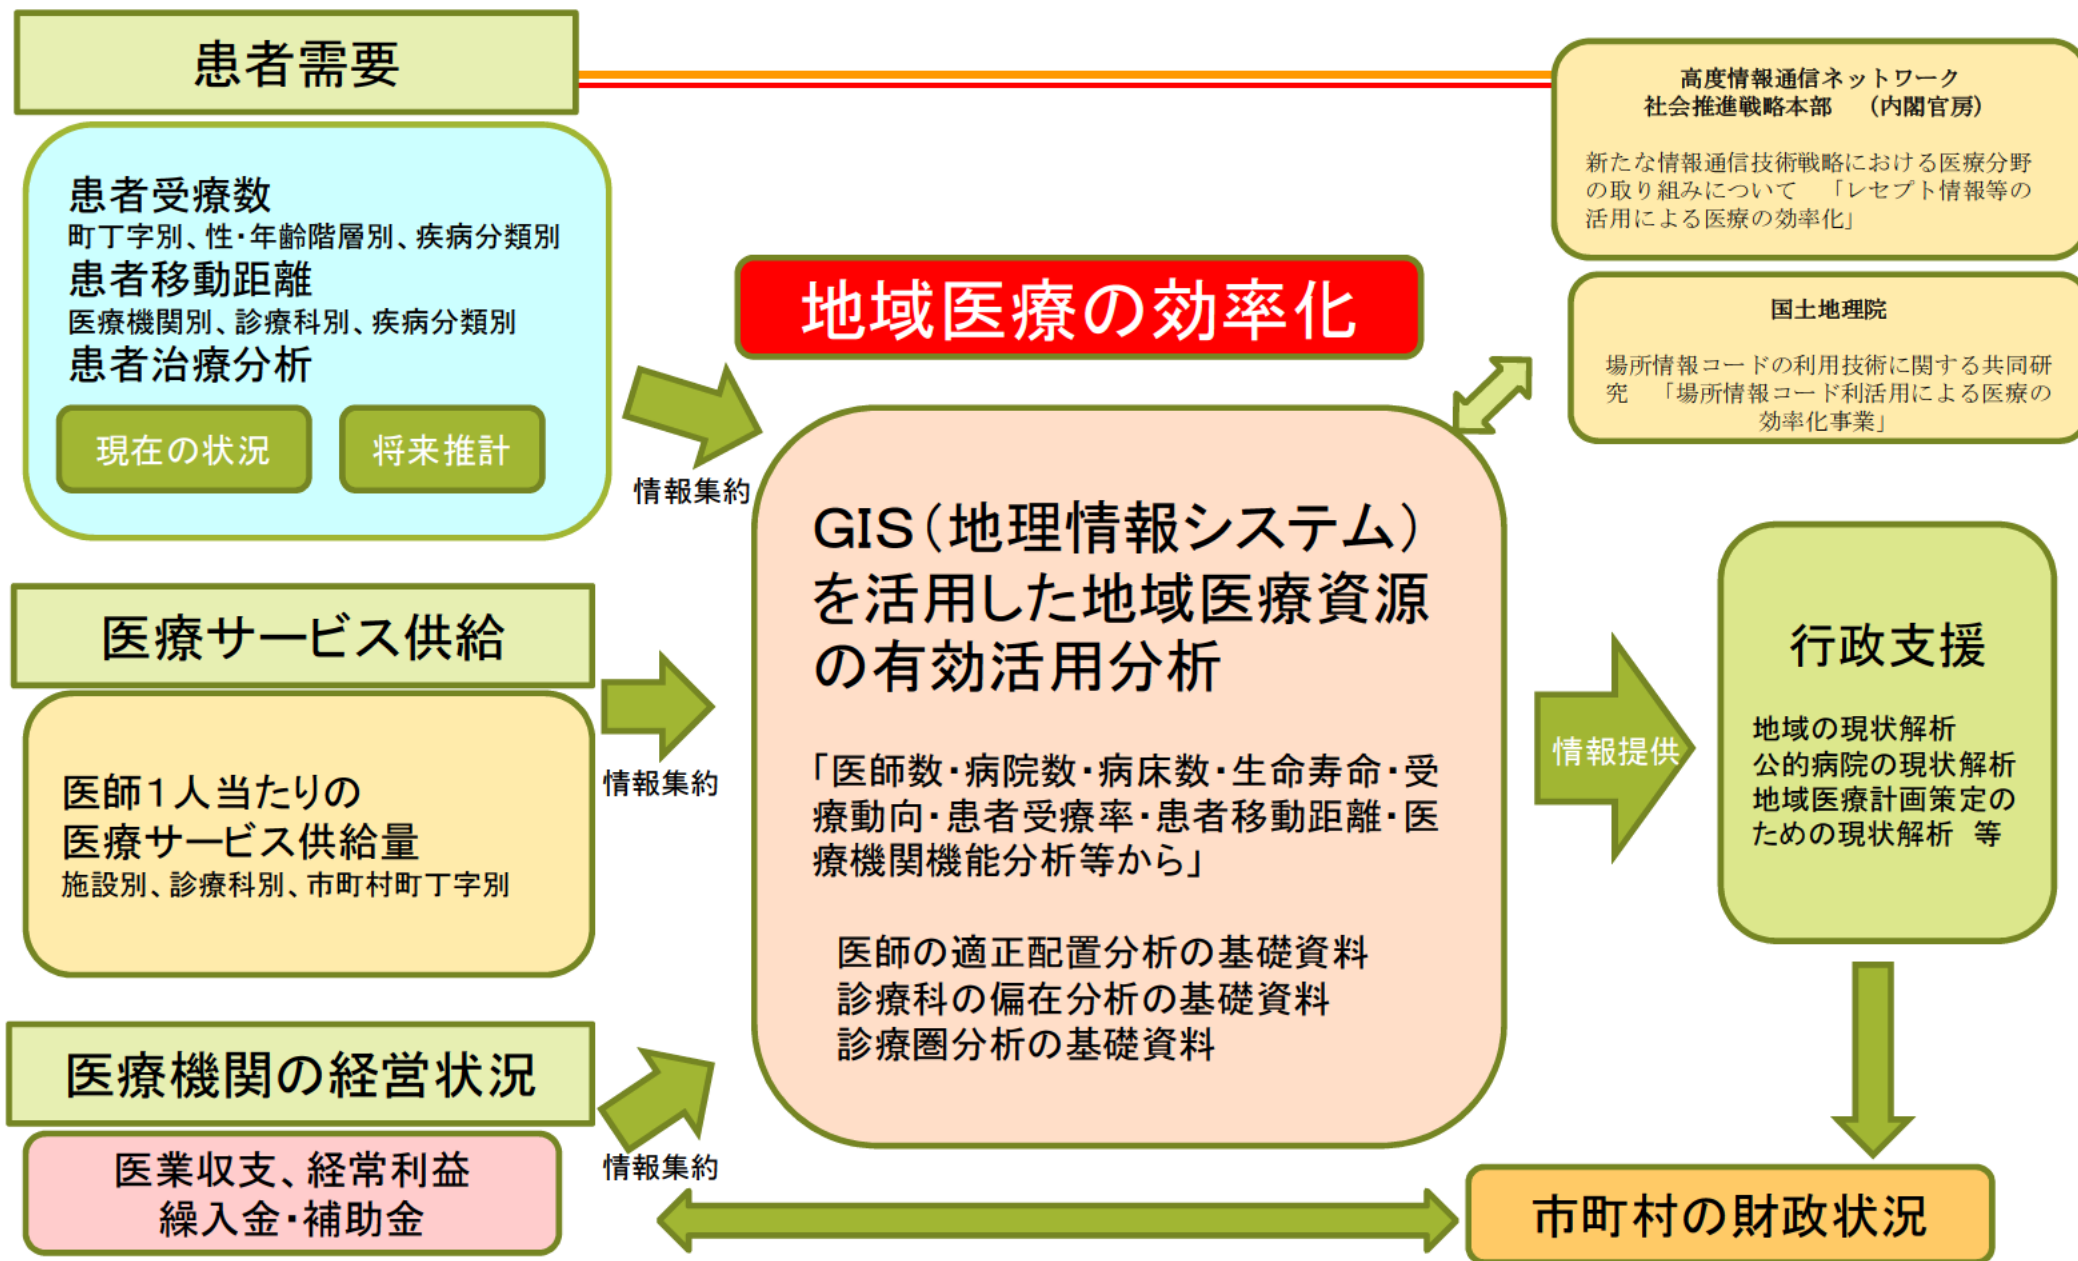 患者需要
患者受療数
町丁字別、性・年齢階層別、疾病分類別
患者移動距離
医療機関別、診療科別、疾病分類別
患者治療分析
現在の状況
将来推計
情報集約
医療サービス供給
医師1人当たりの
医療サービス供給量
施設別、診療科別、市町村町丁字別
情報集約
医療機関の経営状況
医業収支、経常利益
繰入金・補助金
情報集約
地域医療の効率化
GIS(地理情報システム)
を活用した地域医療資源
の有効活用分析
「医師数・病院数・病床数・生命寿命・受
療動向・患者受療率・患者移動距離・医
療機関機能分析等から」
医師の適正配置分析の基礎資料
診療科の偏在分析の基礎資料
診療圏分析の基礎資料
高度情報通信ネットワーク
社会推進戦略本部 (内閣官房)
新たな情報通信技術戦略における医療分野
の取り組みについて 「レセプト情報等の
活用による医療の効率化」
国土地理院
場所情報コードの利用技術に関する共同研
究 「場所情報コード利活用による医療の
効率化事業」
情報提供
行政支援
地域の現状解析
公的病院の現状解析
地域医療計画策定の
ための現状解析 等
市町村の財政状況